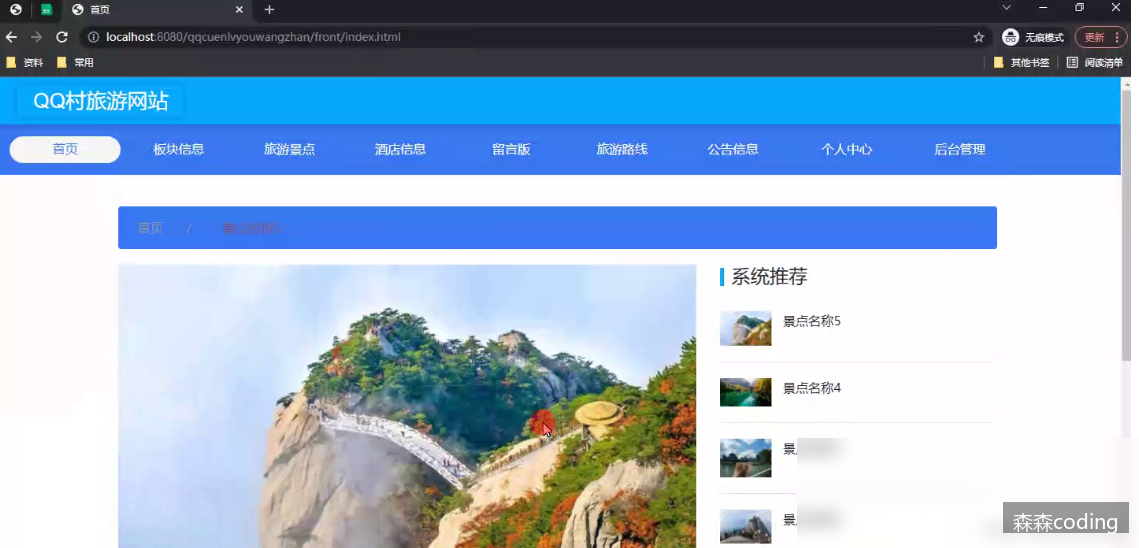 首页
localhost:8080/qqcuenlvyouwangzhan/front/index.html
无痕模式
更新
资料
常用
其他书签
阅读清单
QQ村旅游网站
首页 板块信息 旅游景点 酒店信息 留言版 旅游路线 公告信息 个人中心 后台管理
首页 /
系统推荐
景点名称5
景点名称4
景
景
森森coding